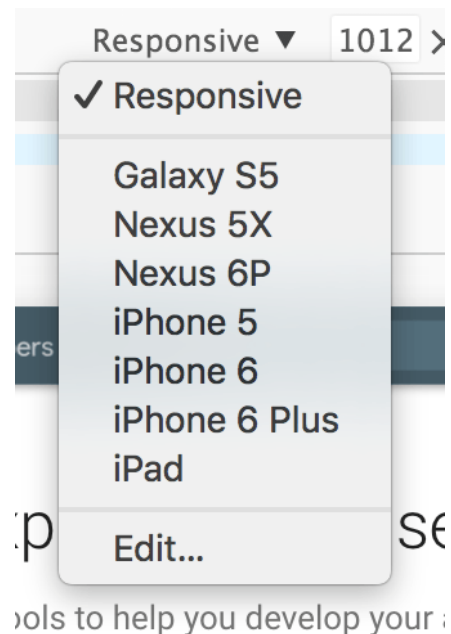 Responsive ▼ 1012 ×
✓ Responsive
Galaxy S5
Nexus 5X
Nexus 6P
iPhone 5
ers
iPhone 6
iPhone 6 Plus
iPad
Edit...
ools to help you develop your